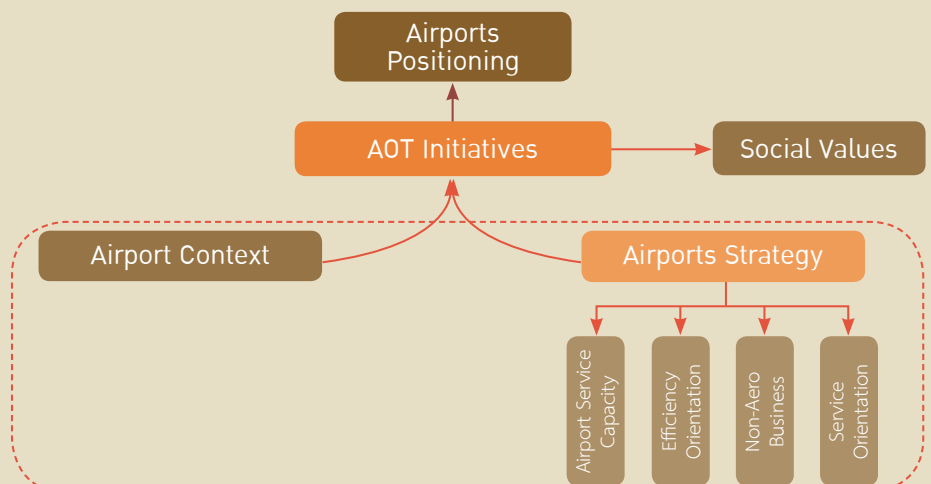 Airports
Positioning
AOT Initiatives
Social Values
Airport Context
Airports Strategy
Airport Service
Capacity
Efficiency
Orientation
Non-Aero
Business
Service
Orientation